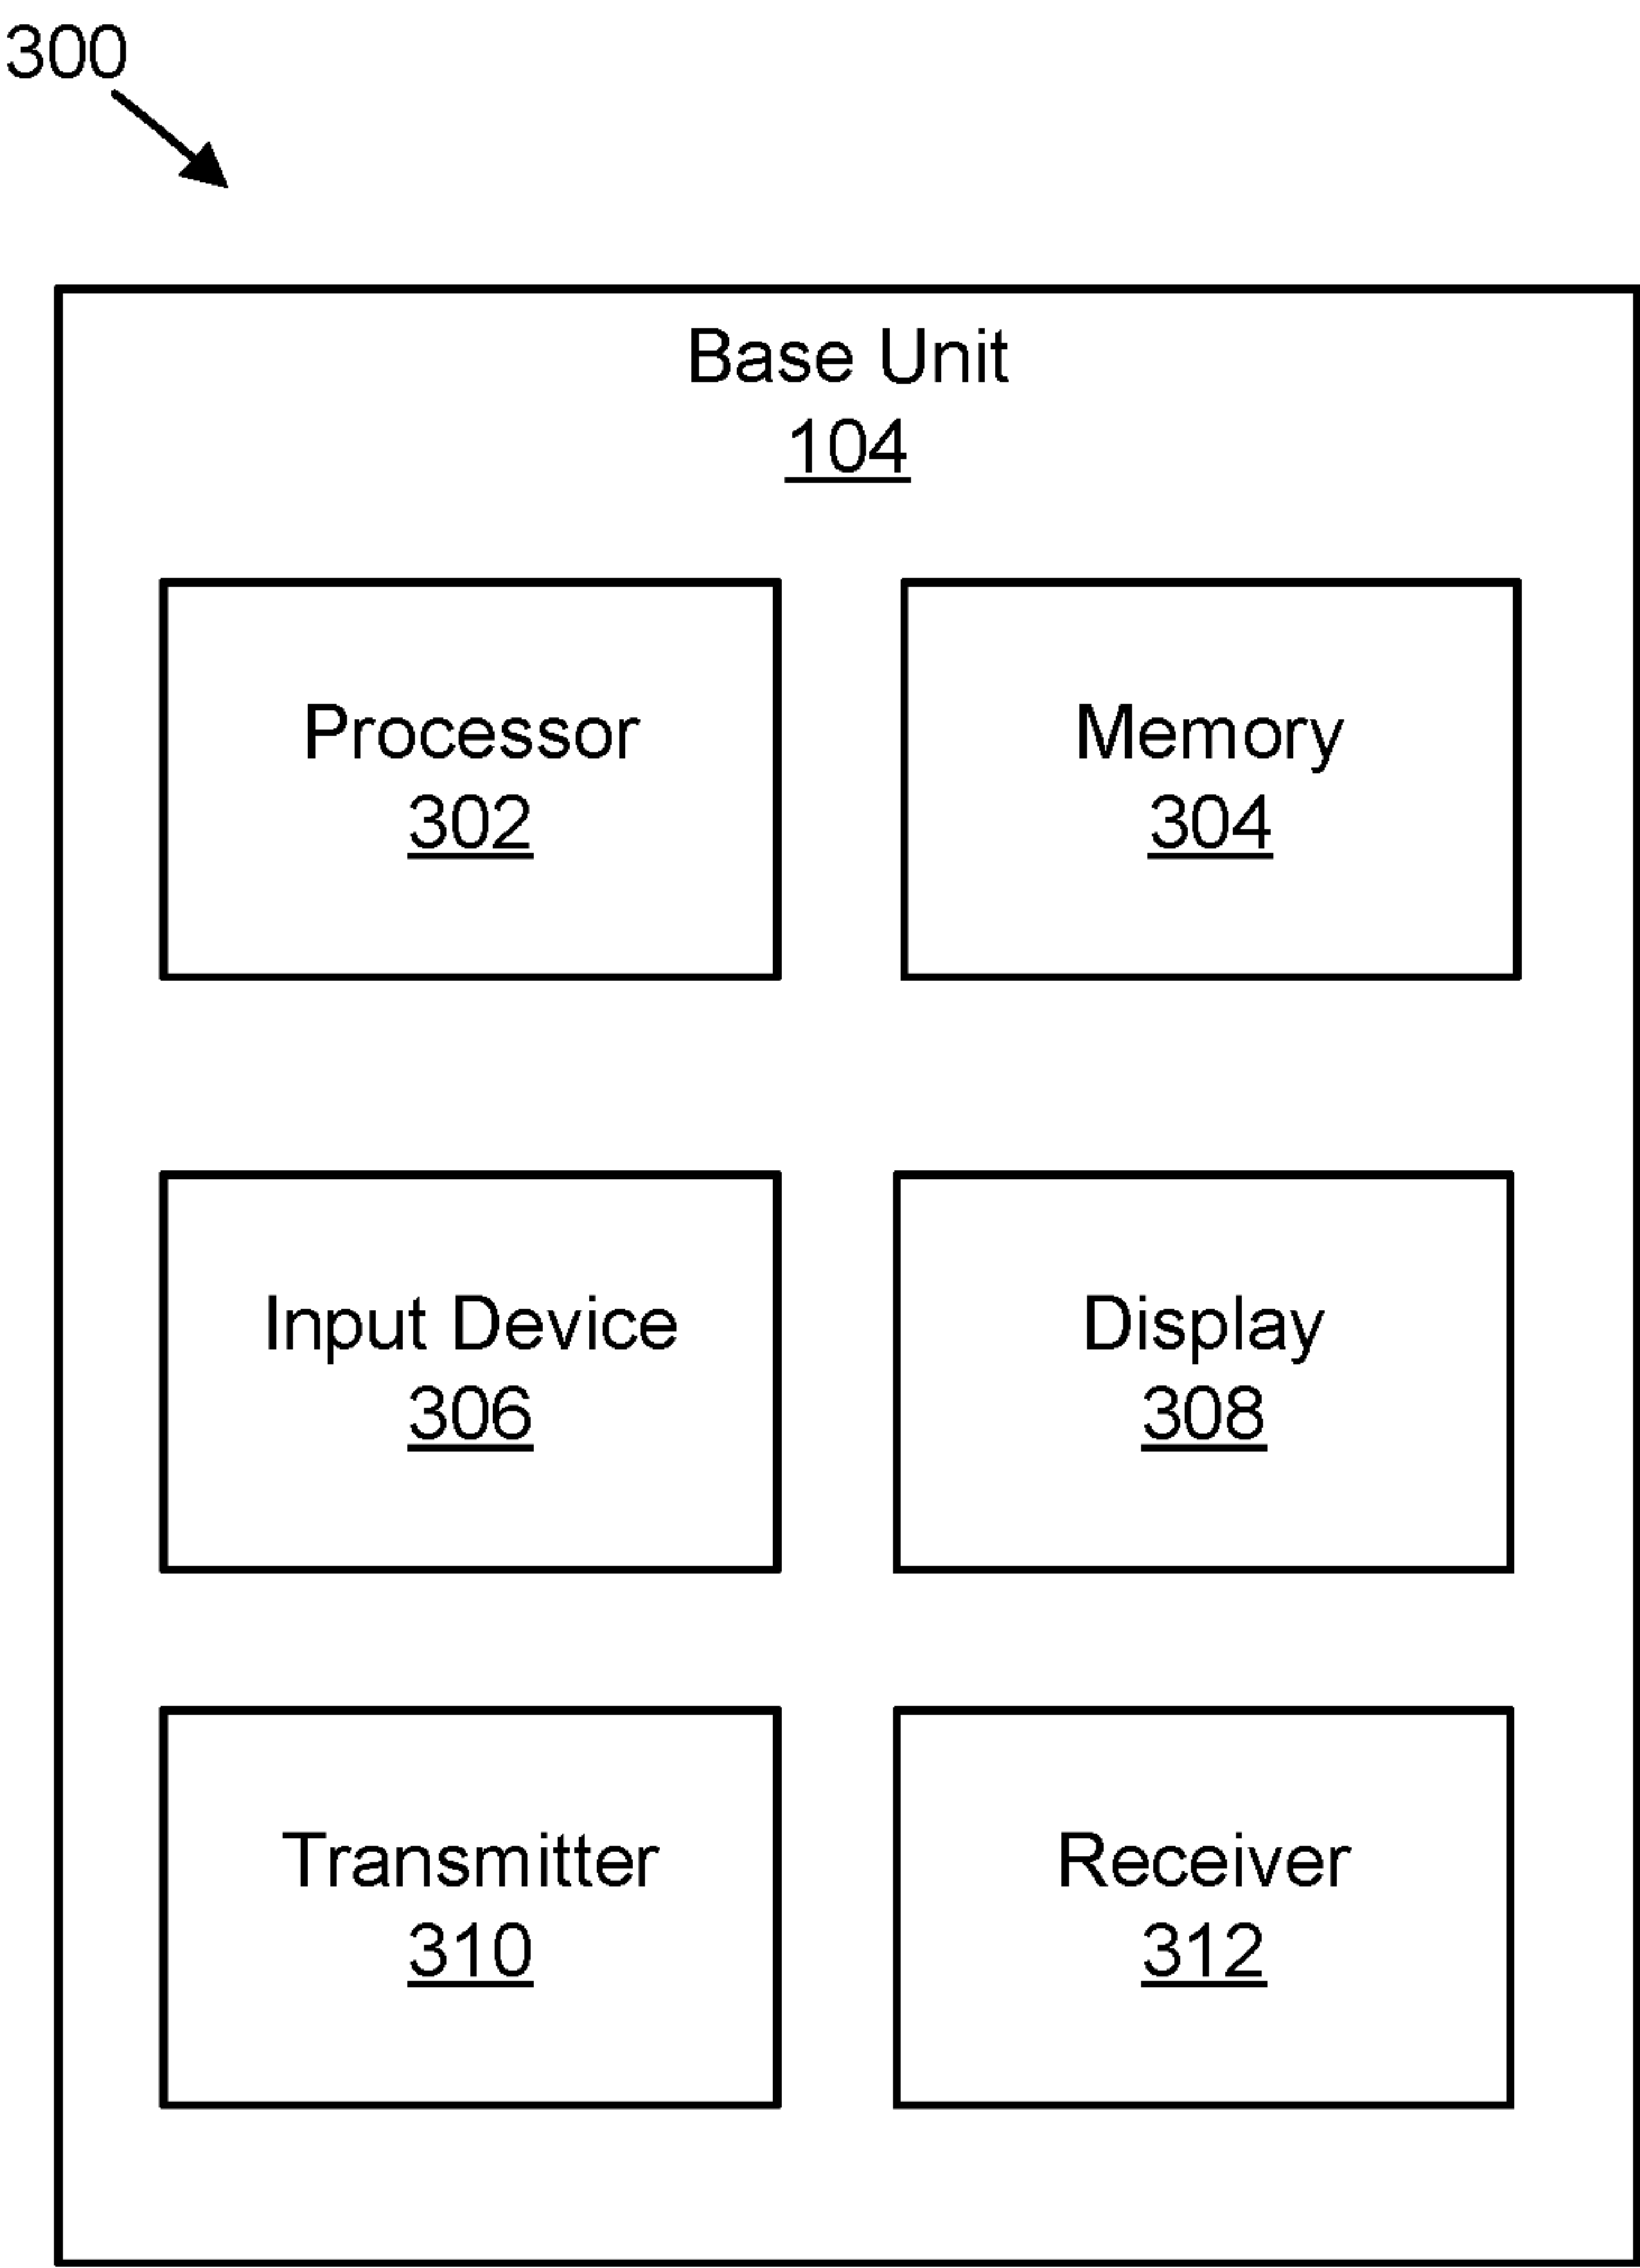 300
Base Unit
104
Processor
302
Memory
304
Input Device
306
Display
308
Transmitter
310
Receiver
312